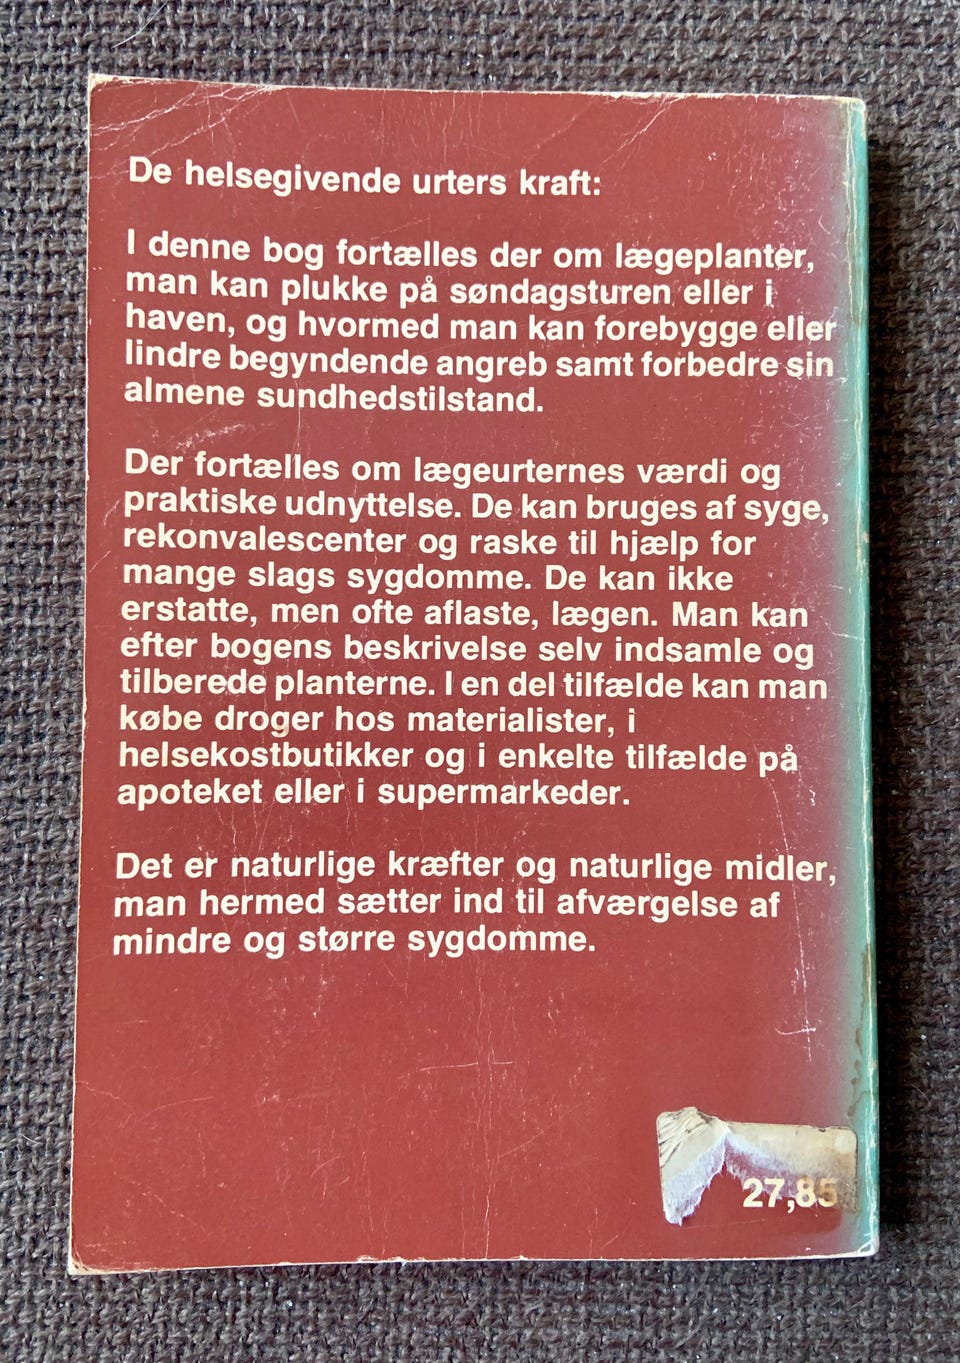 De helsegivende urters kraft:
I denne bog fortælles der om lægeplanter,
man kan plukke på søndagsturen eller i
haven, og hvormed man kan forebygge eller
lindre begyndende angreb samt forbedre sin
almene sundhedstilstand.
Der fortælles om lægeurternes værdi og
praktiske udnyttelse. De kan bruges af syge,
rekonvalescenter og raske til hjælp for
mange slags sygdomme. De kan ikke
erstatte, men ofte aflaste, lægen. Man kan
efter bogens beskrivelse selv indsamle og
tilberede planterne. I en del tilfælde kan man
købe droger hos materialister, i
helsekostbutikker og i enkelte tilfælde på
apoteket eller i supermarkeder.
Det er naturlige kræfter og naturlige midler,
man hermed sætter ind til afværgelse af
mindre og større sygdomme.
27,85